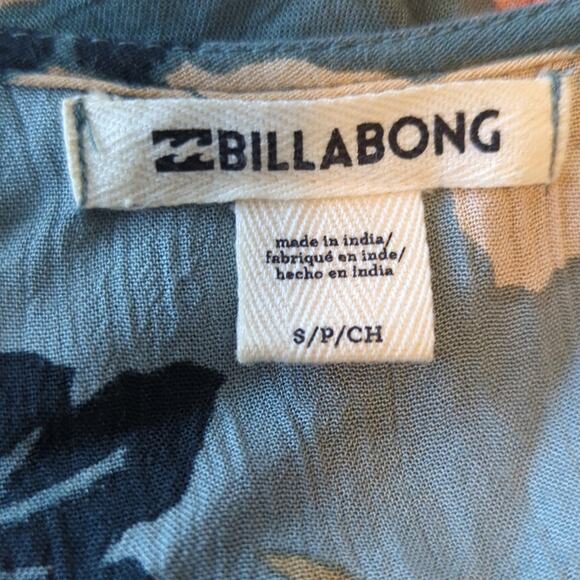 BILLABONG
made in india/
fabriqué en inde/
hecho en India
S/P/CH